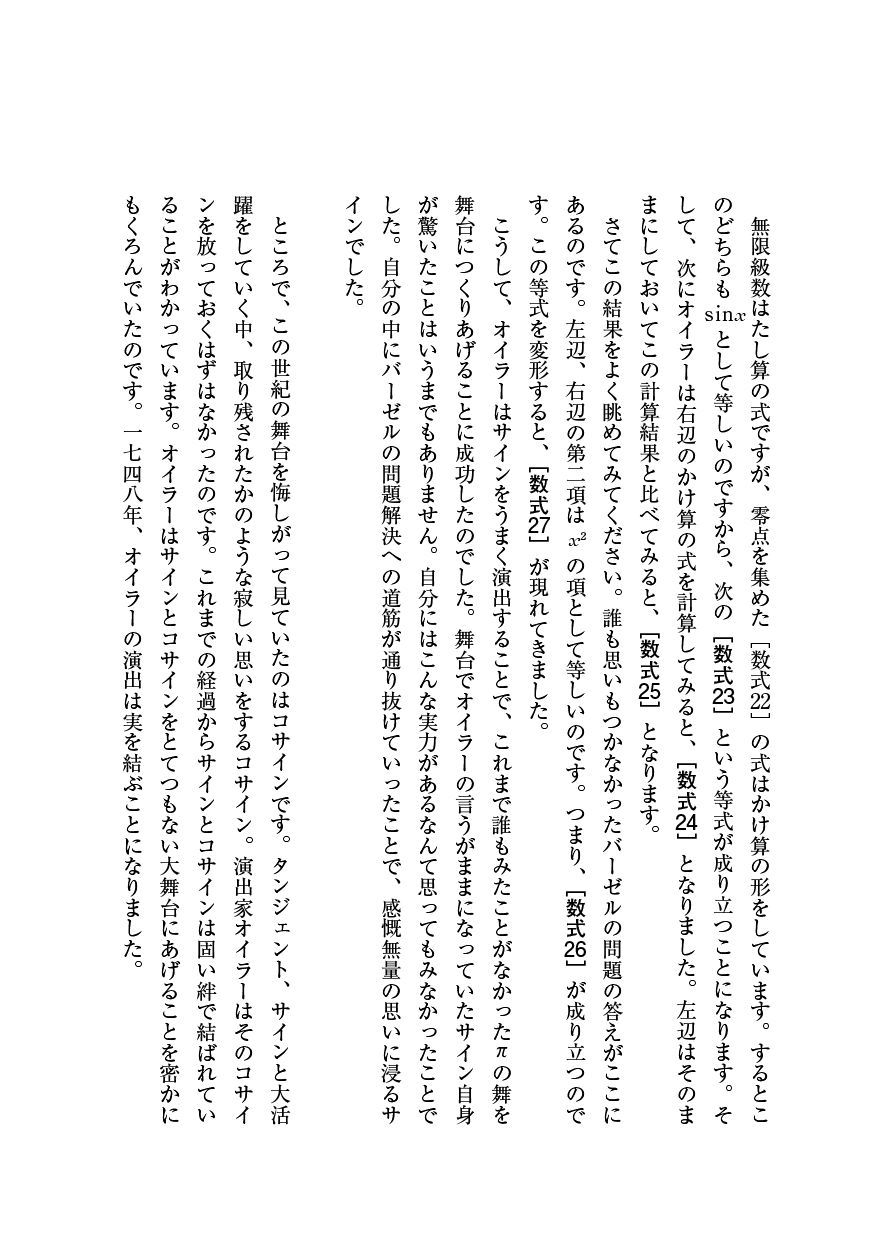 無限級数はたし算の式ですが、零点を集めた［数式22］の式はかけ算の形をしています。するとこ
のどちらも sinx として等しいのですから、次の［数式23］という等式が成り立つことになります。そ
して、次にオイラーは右辺のかけ算の式を計算してみると、［数式24］となりました。左辺はそのま
まにしておいてこの計算結果と比べてみると、［数式25］となります。
　さてこの結果をよく眺めてみてください。誰も思いもつかなかったバーゼルの問題の答えがここに
あるのです。左辺、右辺の第二項は x² の項として等しいのです。つまり、［数式26］が成り立つので
す。この等式を変形すると、［数式27］が現れてきました。
　こうして、オイラーはサインをうまく演出することで、これまで誰もみたことがなかったπの舞を
舞台につくりあげることに成功したのでした。舞台でオイラーの言うがままになっていたサイン自身
が驚いたことはいうまでもありません。自分にはこんな実力があるなんて思ってもみなかったことで
した。自分の中にバーゼルの問題解決への道筋が通り抜けていったことで、感慨無量の思いに浸るサ
インでした。
　ところで、この世紀の舞台を悔しがって見ていたのはコサインです。タンジェント、サインと大活
躍をしていく中、取り残されたかのような寂しい思いをするコサイン。演出家オイラーはそのコサイ
ンを放っておくはずはなかったのです。これまでの経過からサインとコサインは固い絆で結ばれてい
ることがわかっています。オイラーはサインとコサインをとてつもない大舞台にあげることを密かに
もくろんでいたのです。一七四八年、オイラーの演出は実を結ぶことになりました。